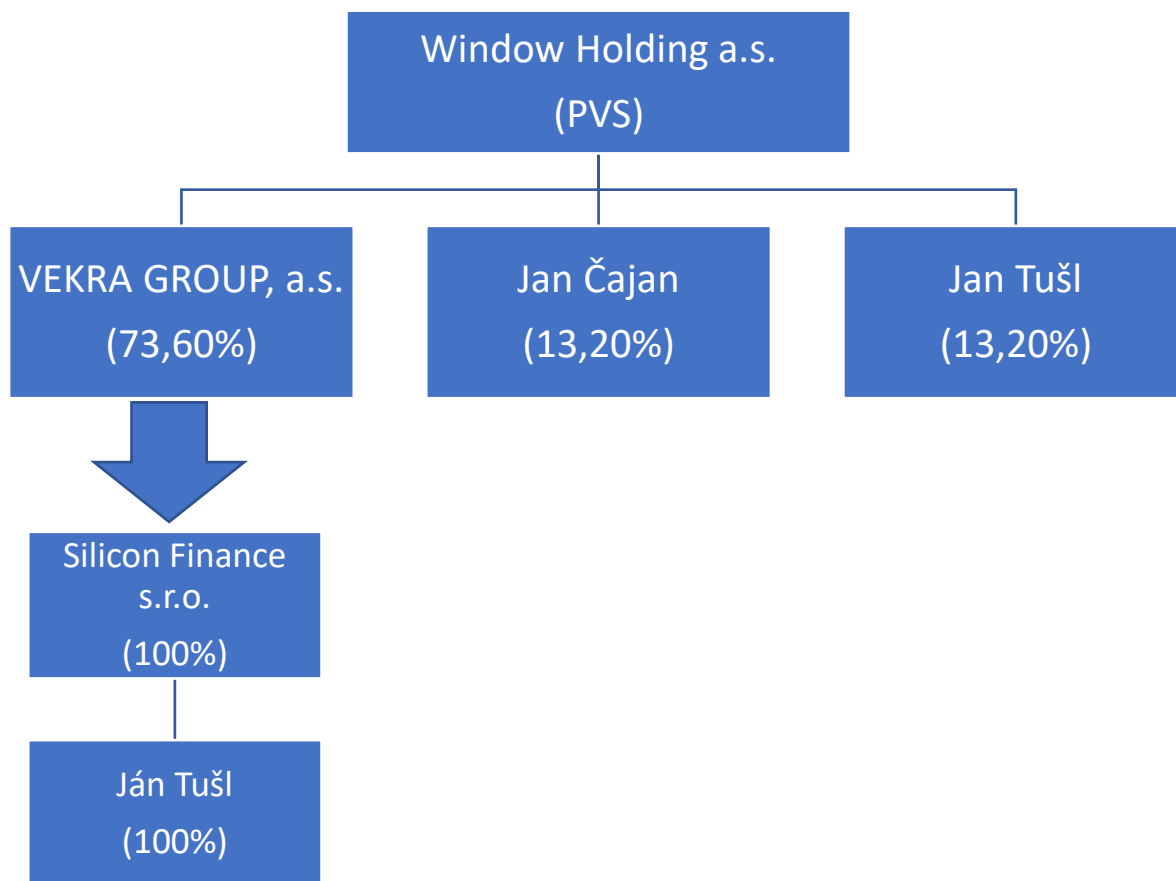 Window Holding a.s.
(PVS)
VEKRA GROUP, a.s.
(73,60%)
Jan Čajan
(13,20%)
Jan Tušl
(13,20%)
Silicon Finance
s.r.o.
(100%)
Ján Tušl
(100%)